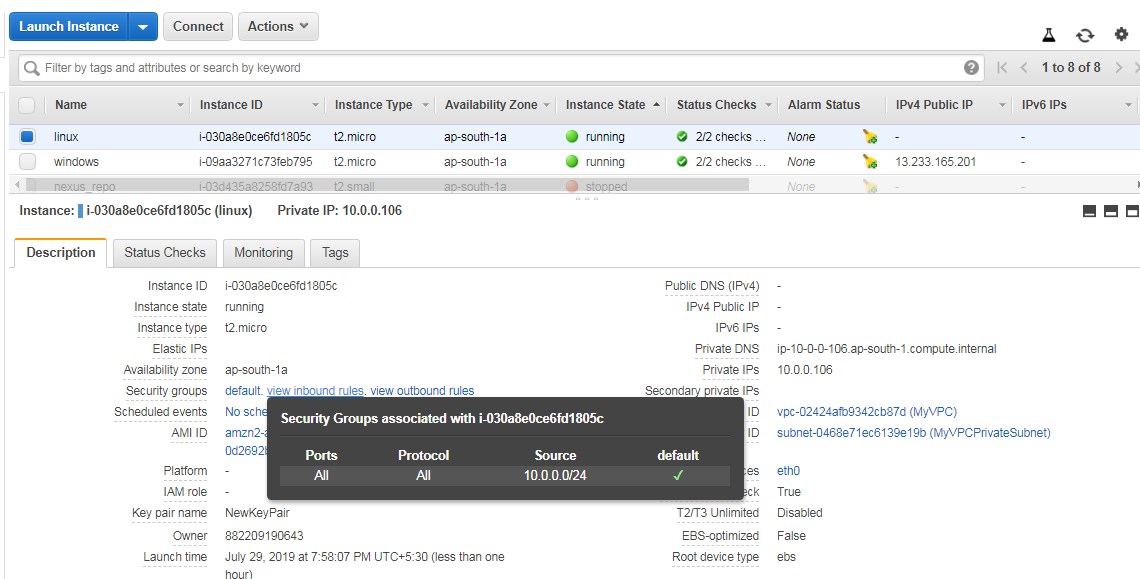 Launch Instance Connect Actions
Filter by tags and attributes or search by keyword 1 to 8 of 8
Name Instance ID Instance Type Availability Zone Instance State Status Checks Alarm Status IPv4 Public IP IPv6 IPs
linux i-030a8e0ce6fd1805c t2.micro ap-south-1a running 2/2 checks ... None - -
windows i-09aa3271c73feb795 t2.micro ap-south-1a running 2/2 checks ... None 13.233.165.201 -
nexus_repo i-03d435a8258fd7a93 t2.small ap-south-1a stopped None - -
Instance: i-030a8e0ce6fd1805c (linux) Private IP: 10.0.0.106
Description Status Checks Monitoring Tags
Instance ID i-030a8e0ce6fd1805c Public DNS (IPv4) -
Instance state running IPv4 Public IP -
Instance type t2.micro IPv6 IPs -
Elastic IPs Private DNS ip-10-0-0-106.ap-south-1.compute.internal
Availability zone ap-south-1a Private IPs 10.0.0.106
Security groups default. view inbound rules. view outbound rules Secondary private IPs
Scheduled events No sche ID vpc-02424afb9342cb87d (MyVPC)
Security Groups associated with i-030a8e0ce6fd1805c
AMI ID amzn2-a ID subnet-0468e71ec6139e19b (MyVPCPrivateSubnet)
0d2692b
Ports Protocol Source default
All All 10.0.0.0/24 ✓
Platform - ces eth0
IAM role - eck True
Key pair name NewKeyPair T2/T3 Unlimited Disabled
Owner 882209190643 EBS-optimized False
Launch time July 29, 2019 at 7:58:07 PM UTC+5:30 (less than one Root device type ebs
hour)